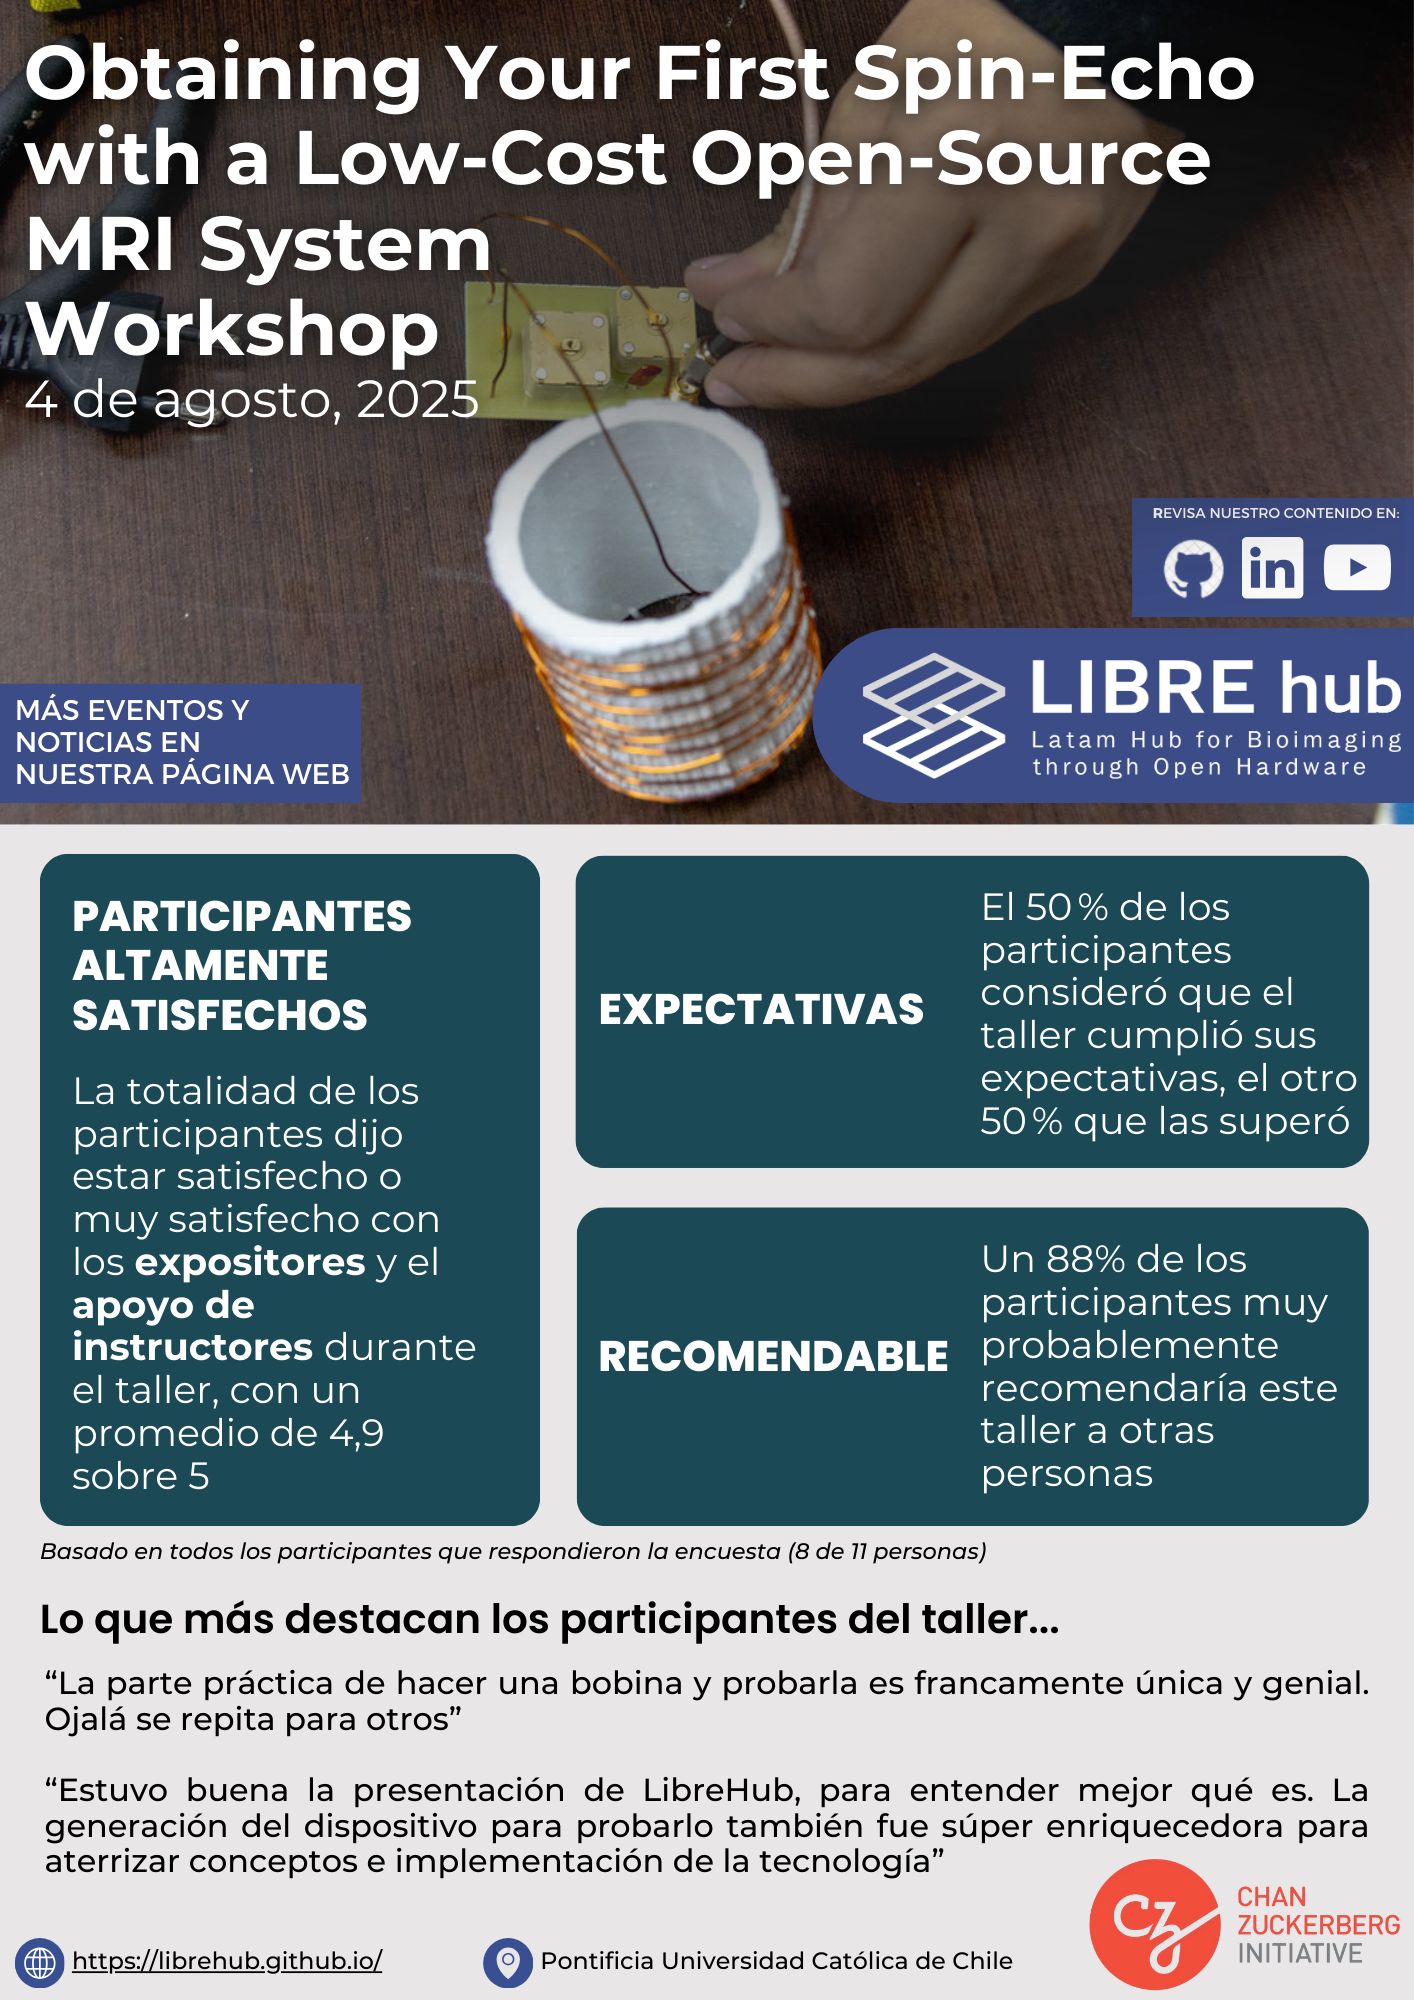 Obtaining Your First Spin-Echo
with a Low-Cost Open-Source
MRI System
Workshop
4 de agosto, 2025
REVISA NUESTRO CONTENIDO EN:
in
LIBRE hub
Latam Hub for Bioimaging
through Open Hardware
MÁS EVENTOS Y
NOTICIAS EN
NUESTRA PÁGINA WEB
PARTICIPANTES
ALTAMENTE
SATISFECHOS
La totalidad de los
participantes dijo
estar satisfecho o
muy satisfecho con
los expositores y el
apoyo de
instructores durante
el taller, con un
promedio de 4,9
sobre 5
EXPECTATIVAS
El 50 % de los
participantes
consideró que el
taller cumplió sus
expectativas, el otro
50 % que las superó
RECOMENDABLE
Un 88% de los
participantes muy
probablemente
recomendaría este
taller a otras
personas
Basado en todos los participantes que respondieron la encuesta (8 de 11 personas)
Lo que más destacan los participantes del taller...
“La parte práctica de hacer una bobina y probarla es francamente única y genial.
Ojalá se repita para otros”
“Estuvo buena la presentación de LibreHub, para entender mejor qué es. La
generación del dispositivo para probarlo también fue súper enriquecedora para
aterrizar conceptos e implementación de la tecnología”
https://librehub.github.io/
Pontificia Universidad Católica de Chile
cz
CHAN
ZUCKERBERG
INITIATIVE